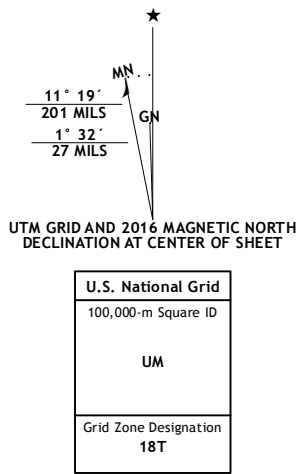 ★
MN
GN
11° 19´
201 MILS
1° 32´
27 MILS
UTM GRID AND 2016 MAGNETIC NORTH
DECLINATION AT CENTER OF SHEET
U.S. National Grid
100,000-m Square ID
UM
Grid Zone Designation
18T